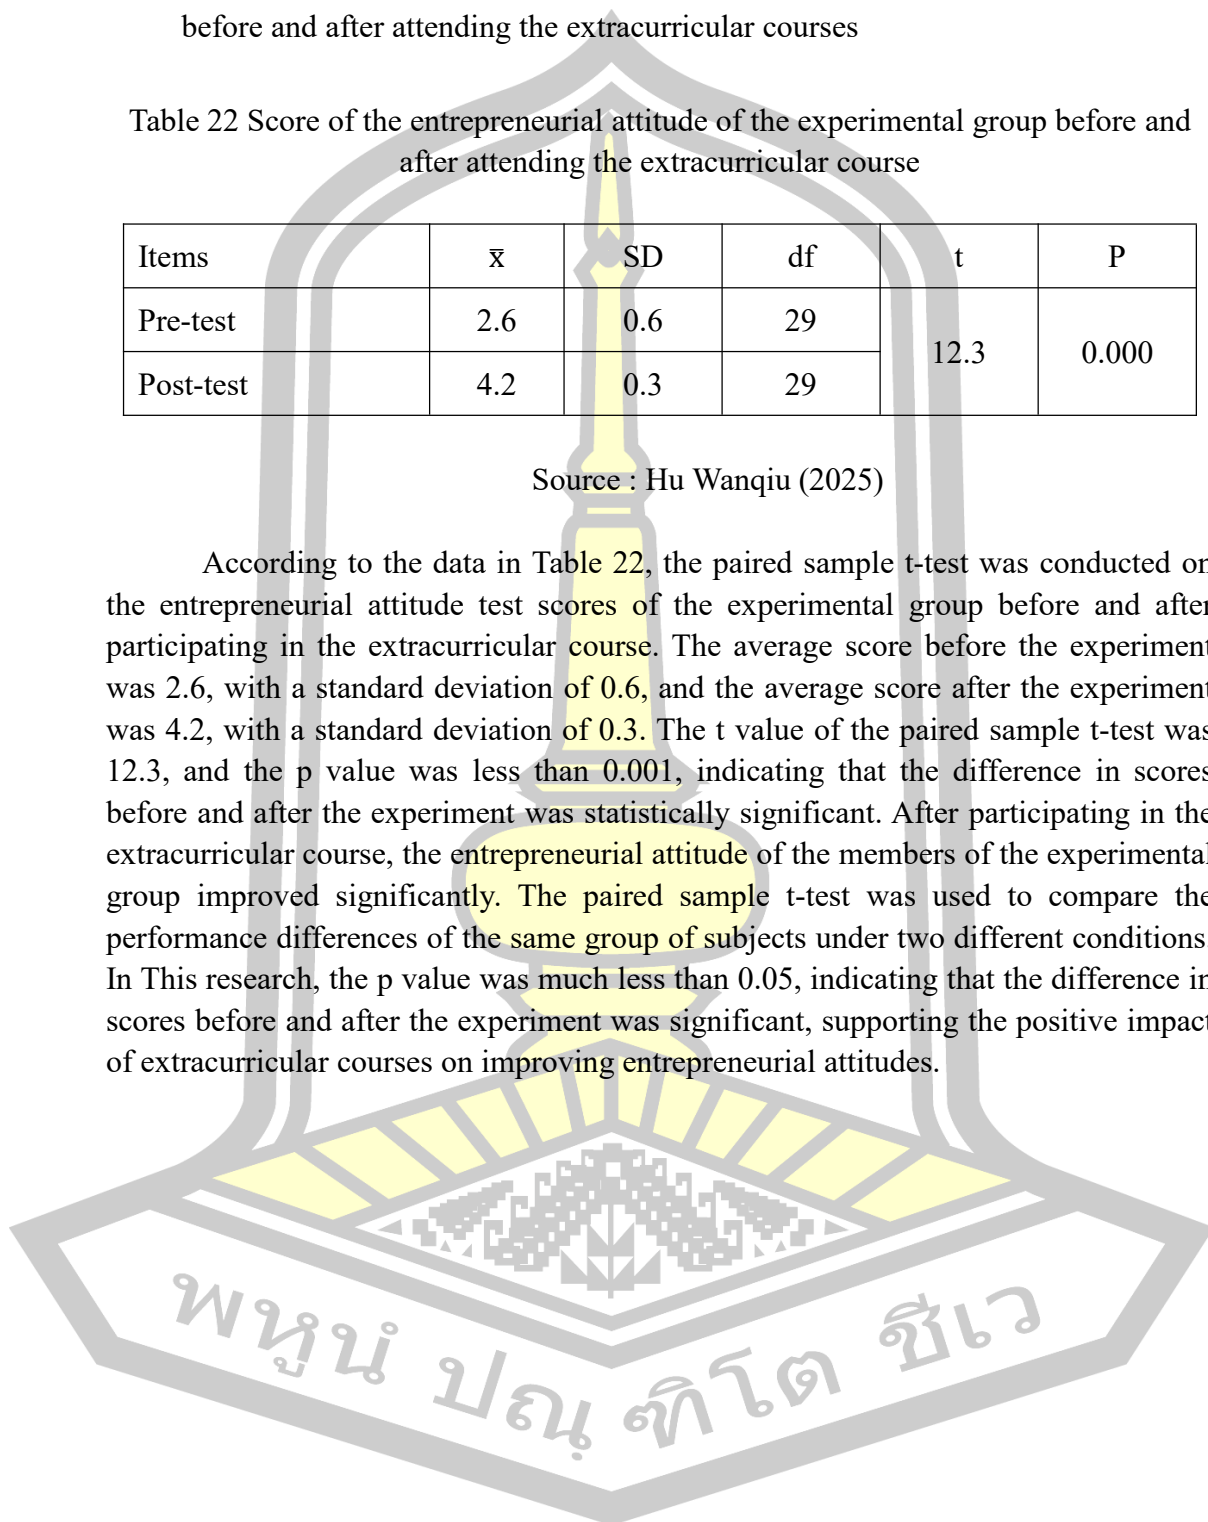 before and after attending the extracurricular courses
Table 22 Score of the entrepreneurial attitude of the experimental group before and
after attending the extracurricular course
Items x̅ SD df t P
Pre-test 2.6 0.6 29
12.3 0.000
Post-test 4.2 0.3 29
Source : Hu Wanqiu (2025)
According to the data in Table 22, the paired sample t-test was conducted on
the entrepreneurial attitude test scores of the experimental group before and after
participating in the extracurricular course. The average score before the experiment
was 2.6, with a standard deviation of 0.6, and the average score after the experiment
was 4.2, with a standard deviation of 0.3. The t value of the paired sample t-test was
12.3, and the p value was less than 0.001, indicating that the difference in scores
before and after the experiment was statistically significant. After participating in the
extracurricular course, the entrepreneurial attitude of the members of the experimental
group improved significantly. The paired sample t-test was used to compare the
performance differences of the same group of subjects under two different conditions.
In This research, the p value was much less than 0.05, indicating that the difference in
scores before and after the experiment was significant, supporting the positive impact
of extracurricular courses on improving entrepreneurial attitudes.
พหูนํ ปณฺฑิโต ชีเว